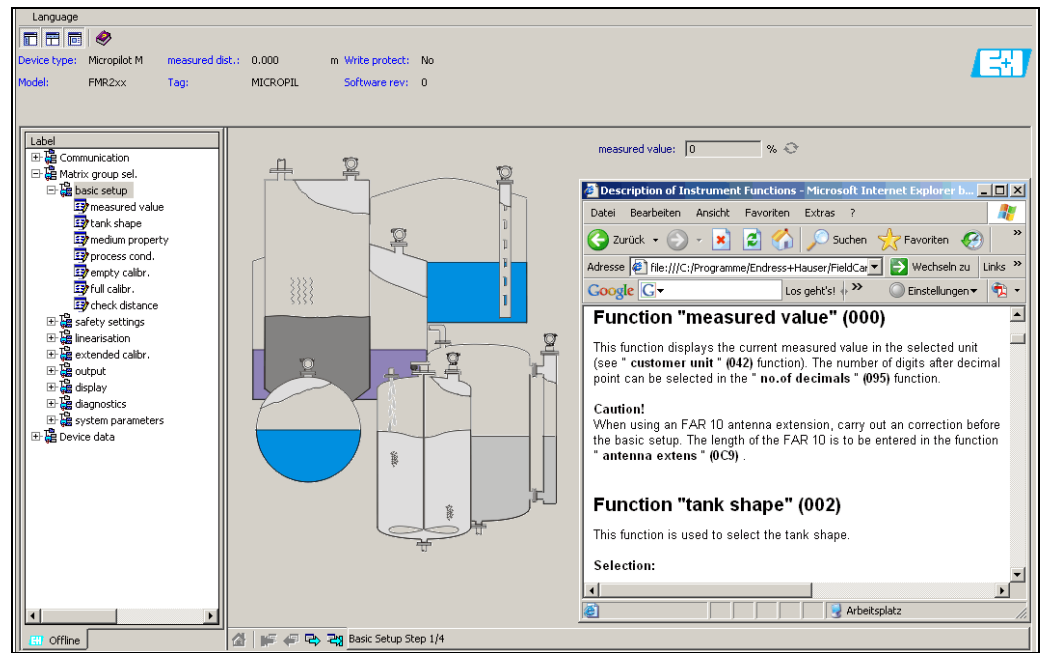 Language
Device type: Micropilot M measured dist.: 0.000 m Write protect: No
Model: FMR2xx Tag: MICROPIL Software rev: 0
E+H
Label
Communication
Matrix group sel.
basic setup
measured value
tank shape
medium property
process cond.
empty calibr.
full calibr.
check distance
safety settings
linearisation
extended calibr.
output
display
diagnostics
system parameters
Device data
Offline
measured value: 0 %
Description of Instrument Functions - Microsoft Internet Explorer b...
Datei Bearbeiten Ansicht Favoriten Extras ?
Zurück Suchen Favoriten »
Adresse file:///C:/Programme/Endress+Hauser/FieldCar Wechseln zu Links »
Google G Los geht's! » Einstellungen
Function "measured value" (000)
This function displays the current measured value in the selected unit
(see " customer unit " (042) function). The number of digits after decimal
point can be selected in the " no.of decimals " (095) function.
Caution!
When using an FAR 10 antenna extension, carry out an correction before
the basic setup. The length of the FAR 10 is to be entered in the function
" antenna extens " (0C9) .
Function "tank shape" (002)
This function is used to select the tank shape.
Selection:
Arbeitsplatz
Basic Setup Step 1/4